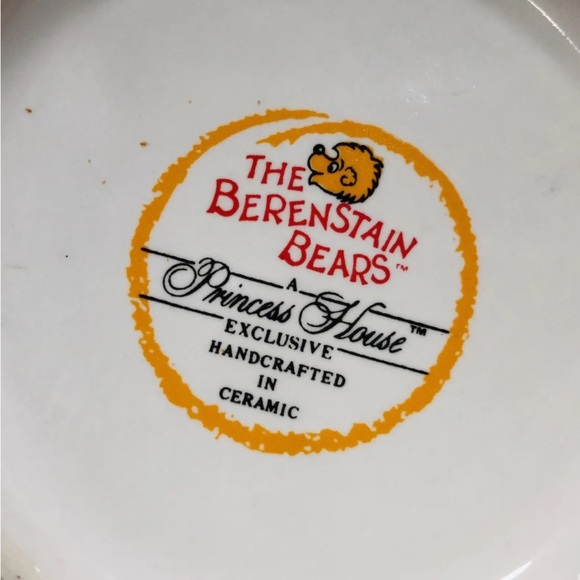 THE
BERENSTAIN
BEARS™
A
Princess House™
EXCLUSIVE
HANDCRAFTED
IN
CERAMIC